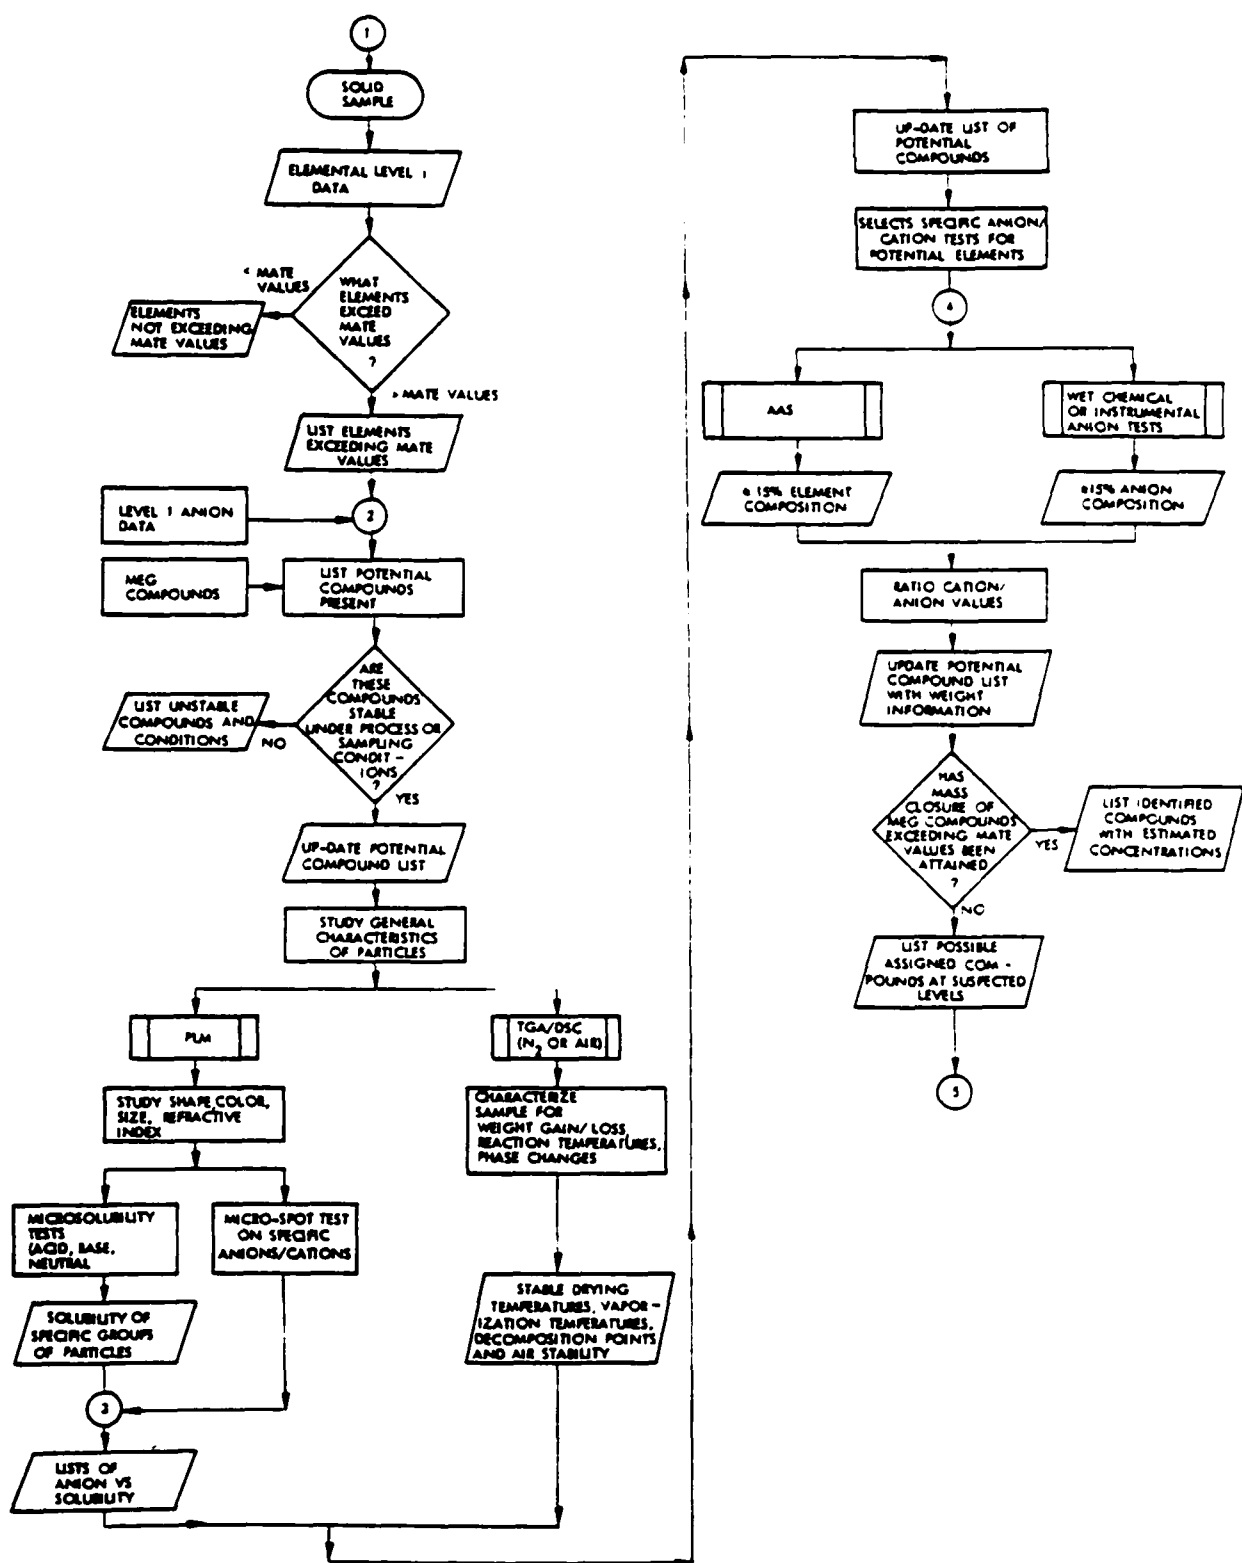 1
SOLID
SAMPLE
ELEMENTAL LEVEL 1
DATA
WHAT
ELEMENTS
EXCEED
MATE
VALUES
?
< MATE
VALUES
ELEMENTS
NOT EXCEEDING
MATE VALUES
> MATE VALUES
LIST ELEMENTS
EXCEEDING MATE
VALUES
LEVEL 1 ANION
DATA
2
MEG
COMPOUNDS
LIST POTENTIAL
COMPOUNDS
PRESENT
ARE
THESE
COMPOUNDS
STABLE
UNDER PROCESS OR
SAMPLING
CONDIT -
IONS
?
NO
LIST UNSTABLE
COMPOUNDS AND
CONDITIONS
YES
UP-DATE POTENTIAL
COMPOUND LIST
STUDY GENERAL
CHARACTERISTICS
OF PARTICLES
PLM
TGA/DSC
(N2 OR AIR)
STUDY SHAPE, COLOR,
SIZE, REFRACTIVE
INDEX
CHARACTERIZE
SAMPLE FOR
WEIGHT GAIN/ LOSS,
REACTION TEMPERATURES,
PHASE CHANGES
MICROSOLUBILITY
TESTS
(ACID, BASE,
NEUTRAL
MICRO-SPOT TEST
ON SPECIFIC
ANIONS/CATIONS
SOLUBILITY OF
SPECIFIC GROUPS
OF PARTICLES
STABLE DRYING
TEMPERATURES, VAPOR -
IZATION TEMPERATURES,
DECOMPOSITION POINTS
AND AIR STABILITY
3
LISTS OF
ANION VS
SOLUBILITY
UP-DATE LIST OF
POTENTIAL
COMPOUNDS
SELECTS SPECIFIC ANION/
CATION TESTS FOR
POTENTIAL ELEMENTS
4
AAS
WET CHEMICAL
OR INSTRUMENTAL
ANION TESTS
15% ELEMENT
COMPOSITION
±15% ANION
COMPOSITION
RATIO CATION/
ANION VALUES
UPDATE POTENTIAL
COMPOUND LIST
WITH WEIGHT
INFORMATION
HAS
MASS
CLOSURE OF
MEG COMPOUNDS
EXCEEDING MATE
VALUES BEEN
ATTAINED
?
YES
LIST IDENTIFIED
COMPOUNDS
WITH ESTIMATED
CONCENTRATIONS
NO
LIST POSSIBLE
ASSIGNED COM -
POUNDS AT SUSPECTED
LEVELS
5